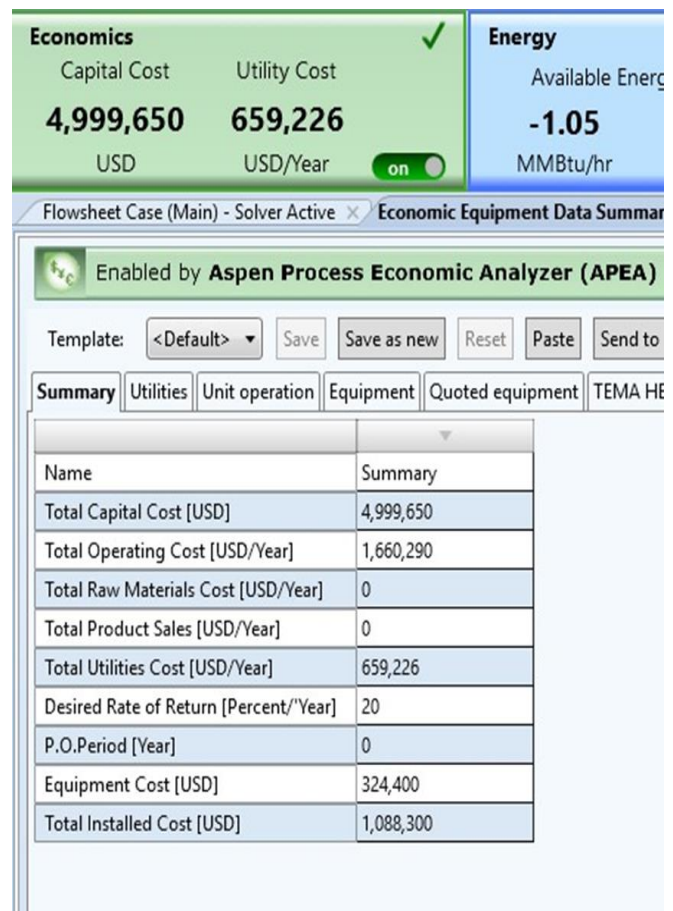 Economics
Capital Cost Utility Cost
4,999,650 659,226
USD USD/Year on
Energy
Available Energ
-1.05
MMBtu/hr
Flowsheet Case (Main) - Solver Active × Economic Equipment Data Summar
Enabled by Aspen Process Economic Analyzer (APEA)
Template: <Default> Save Save as new Reset Paste Send to
Summary Utilities Unit operation Equipment Quoted equipment TEMA HE
Name Summary
Total Capital Cost [USD] 4,999,650
Total Operating Cost [USD/Year] 1,660,290
Total Raw Materials Cost [USD/Year] 0
Total Product Sales [USD/Year] 0
Total Utilities Cost [USD/Year] 659,226
Desired Rate of Return [Percent/'Year] 20
P.O.Period [Year] 0
Equipment Cost [USD] 324,400
Total Installed Cost [USD] 1,088,300